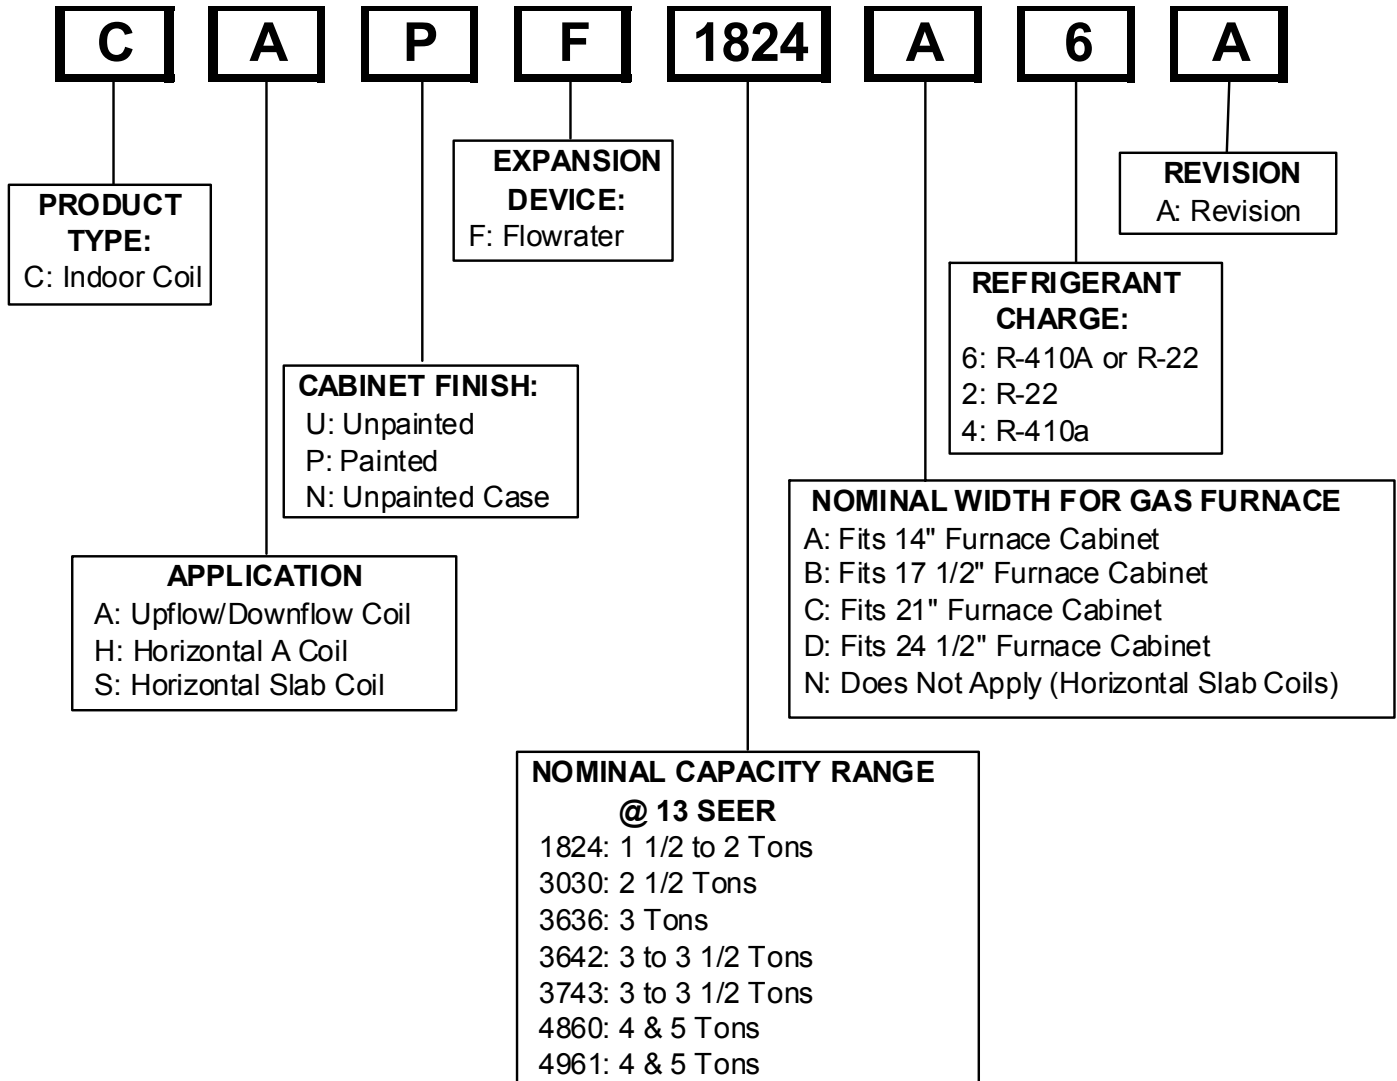 C A P F 1824 A 6 A
PRODUCT
TYPE:
C: Indoor Coil
EXPANSION
DEVICE:
F: Flowrater
REVISION
A: Revision
REFRIGERANT
CHARGE:
6: R-410A or R-22
2: R-22
4: R-410a
CABINET FINISH:
U: Unpainted
P: Painted
N: Unpainted Case
NOMINAL WIDTH FOR GAS FURNACE
A: Fits 14" Furnace Cabinet
B: Fits 17 1/2" Furnace Cabinet
C: Fits 21" Furnace Cabinet
D: Fits 24 1/2" Furnace Cabinet
N: Does Not Apply (Horizontal Slab Coils)
APPLICATION
A: Upflow/Downflow Coil
H: Horizontal A Coil
S: Horizontal Slab Coil
NOMINAL CAPACITY RANGE
@ 13 SEER
1824: 1 1/2 to 2 Tons
3030: 2 1/2 Tons
3636: 3 Tons
3642: 3 to 3 1/2 Tons
3743: 3 to 3 1/2 Tons
4860: 4 & 5 Tons
4961: 4 & 5 Tons